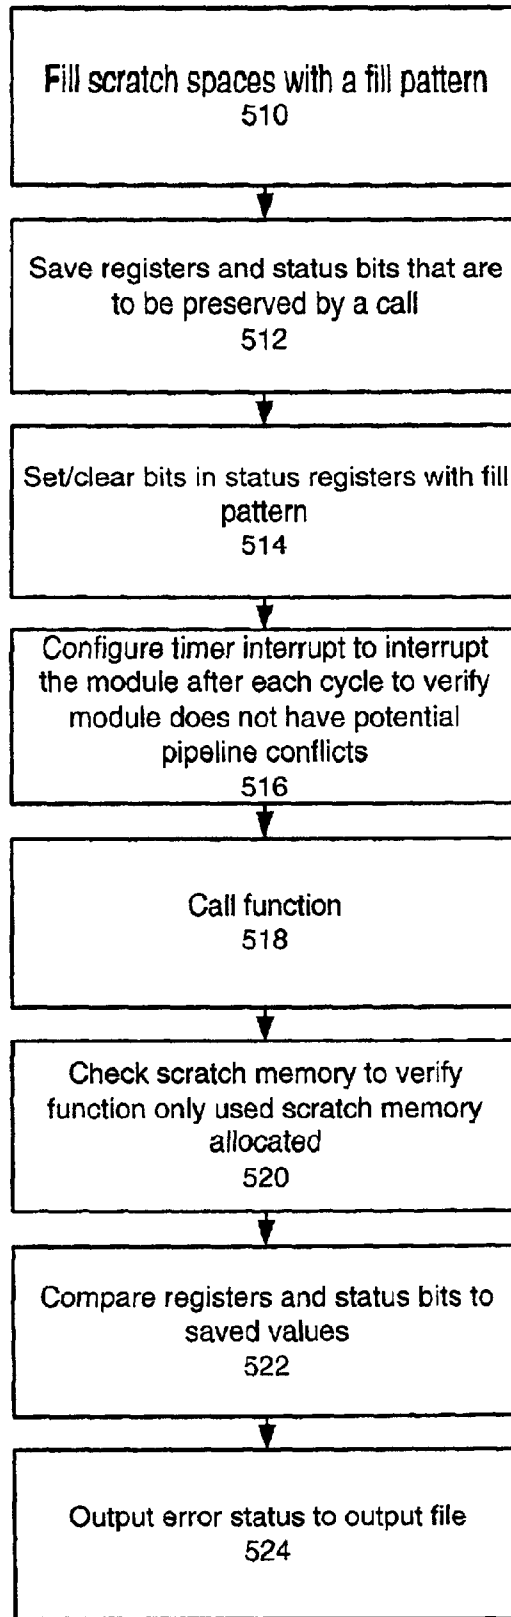 Fill scratch spaces with a fill pattern
510
Save registers and status bits that are
to be preserved by a call
512
Set/clear bits in status registers with fill
pattern
514
Configure timer interrupt to interrupt
the module after each cycle to verify
module does not have potential
pipeline conflicts
516
Call function
518
Check scratch memory to verify
function only used scratch memory
allocated
520
Compare registers and status bits to
saved values
522
Output error status to output file
524